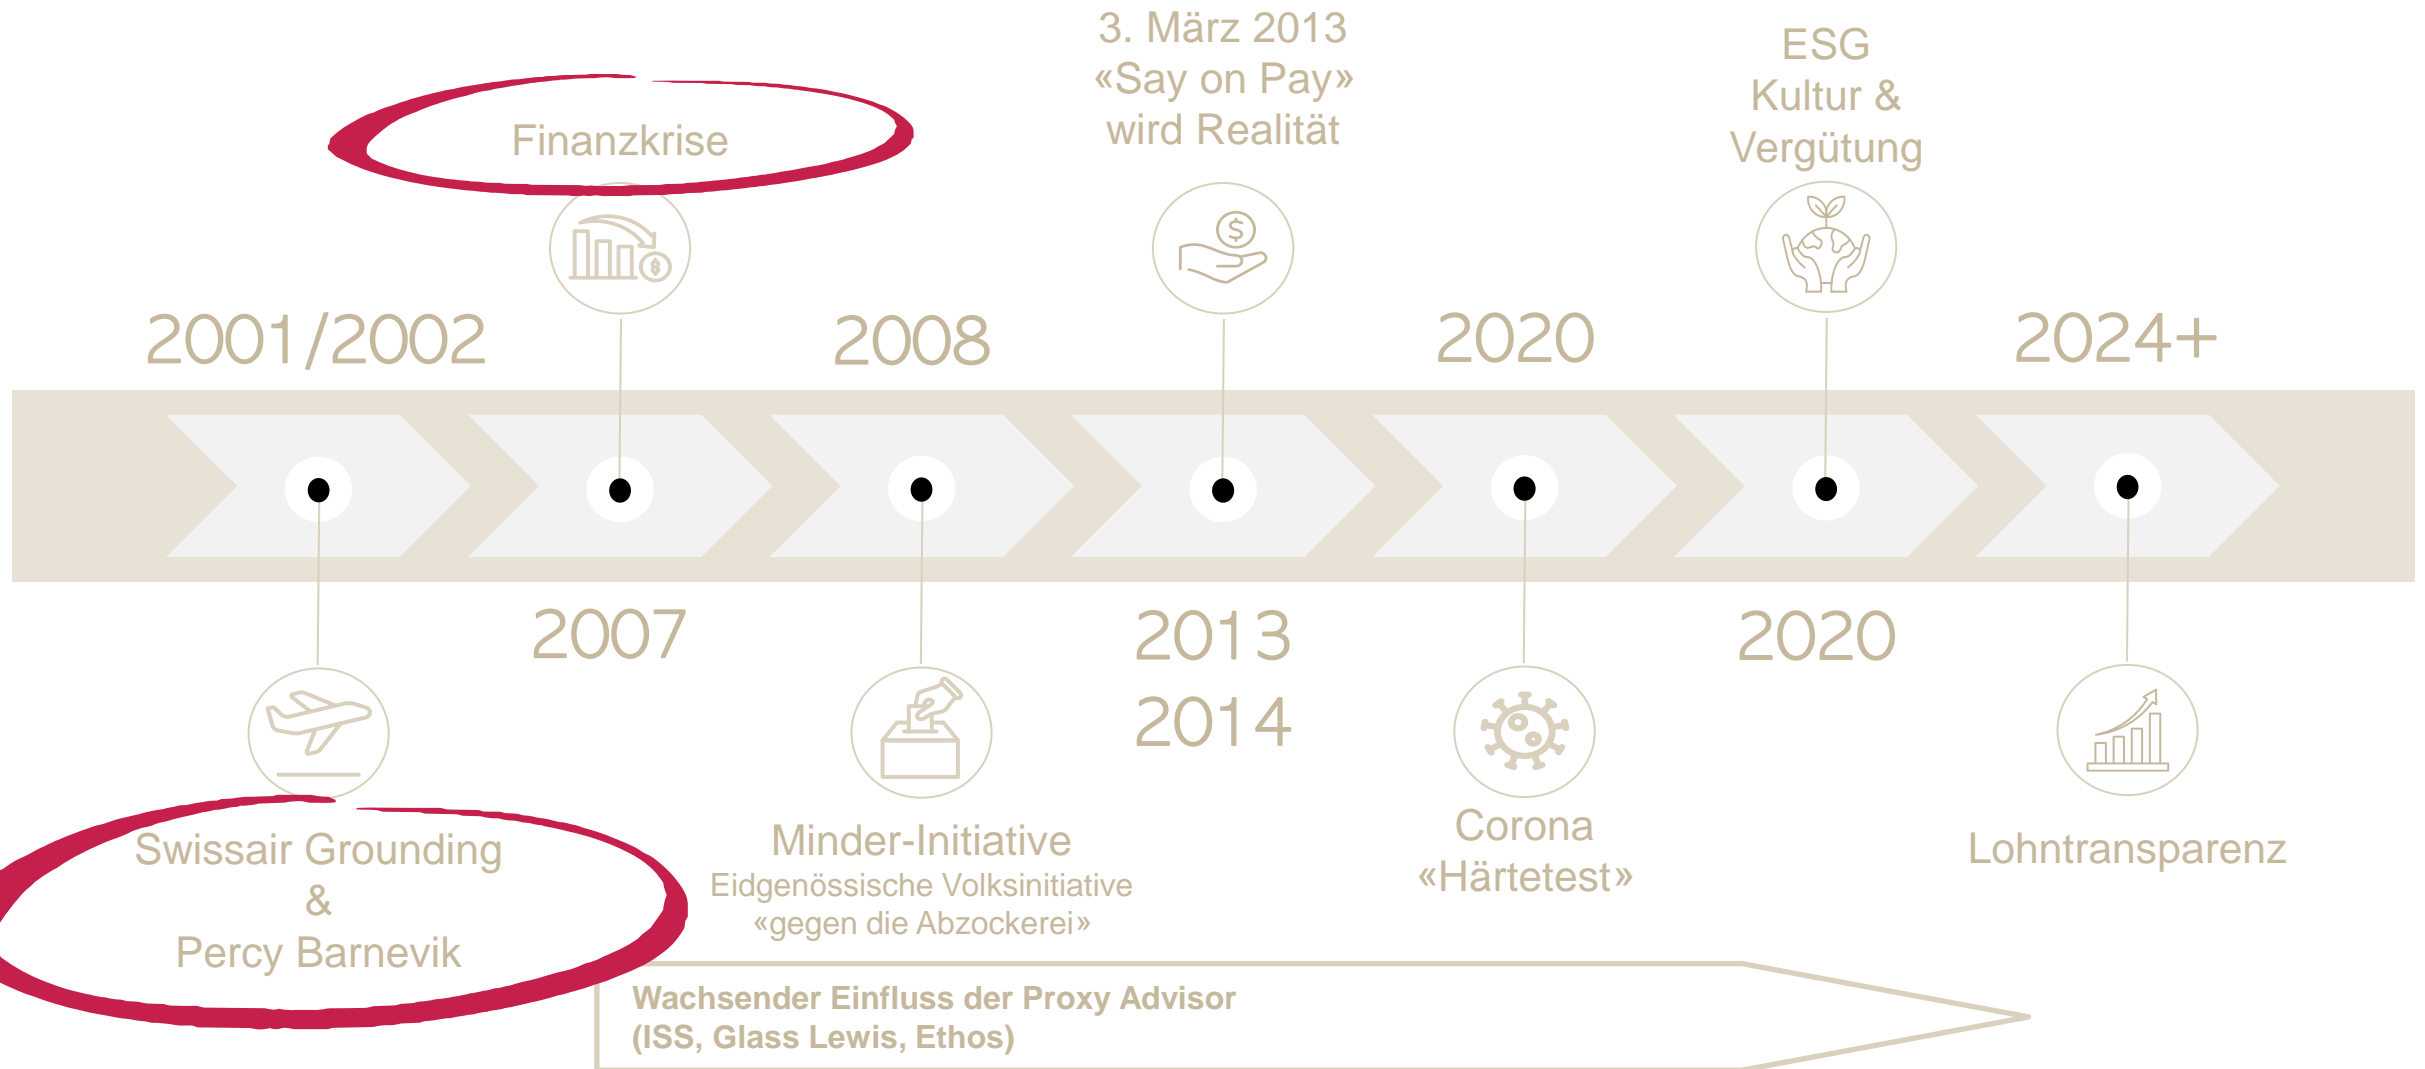 3. März 2013
«Say on Pay»
wird Realität
ESG
Kultur &
Vergütung
Finanzkrise
2001/2002
2008
2020
2024+
2007
2013
2014
2020
Swissair Grounding
&
Percy Barnevik
Minder-Initiative
Eidgenössische Volksinitiative
«gegen die Abzockerei»
Corona
«Härtetest»
Lohntransparenz
Wachsender Einfluss der Proxy Advisor
(ISS, Glass Lewis, Ethos)